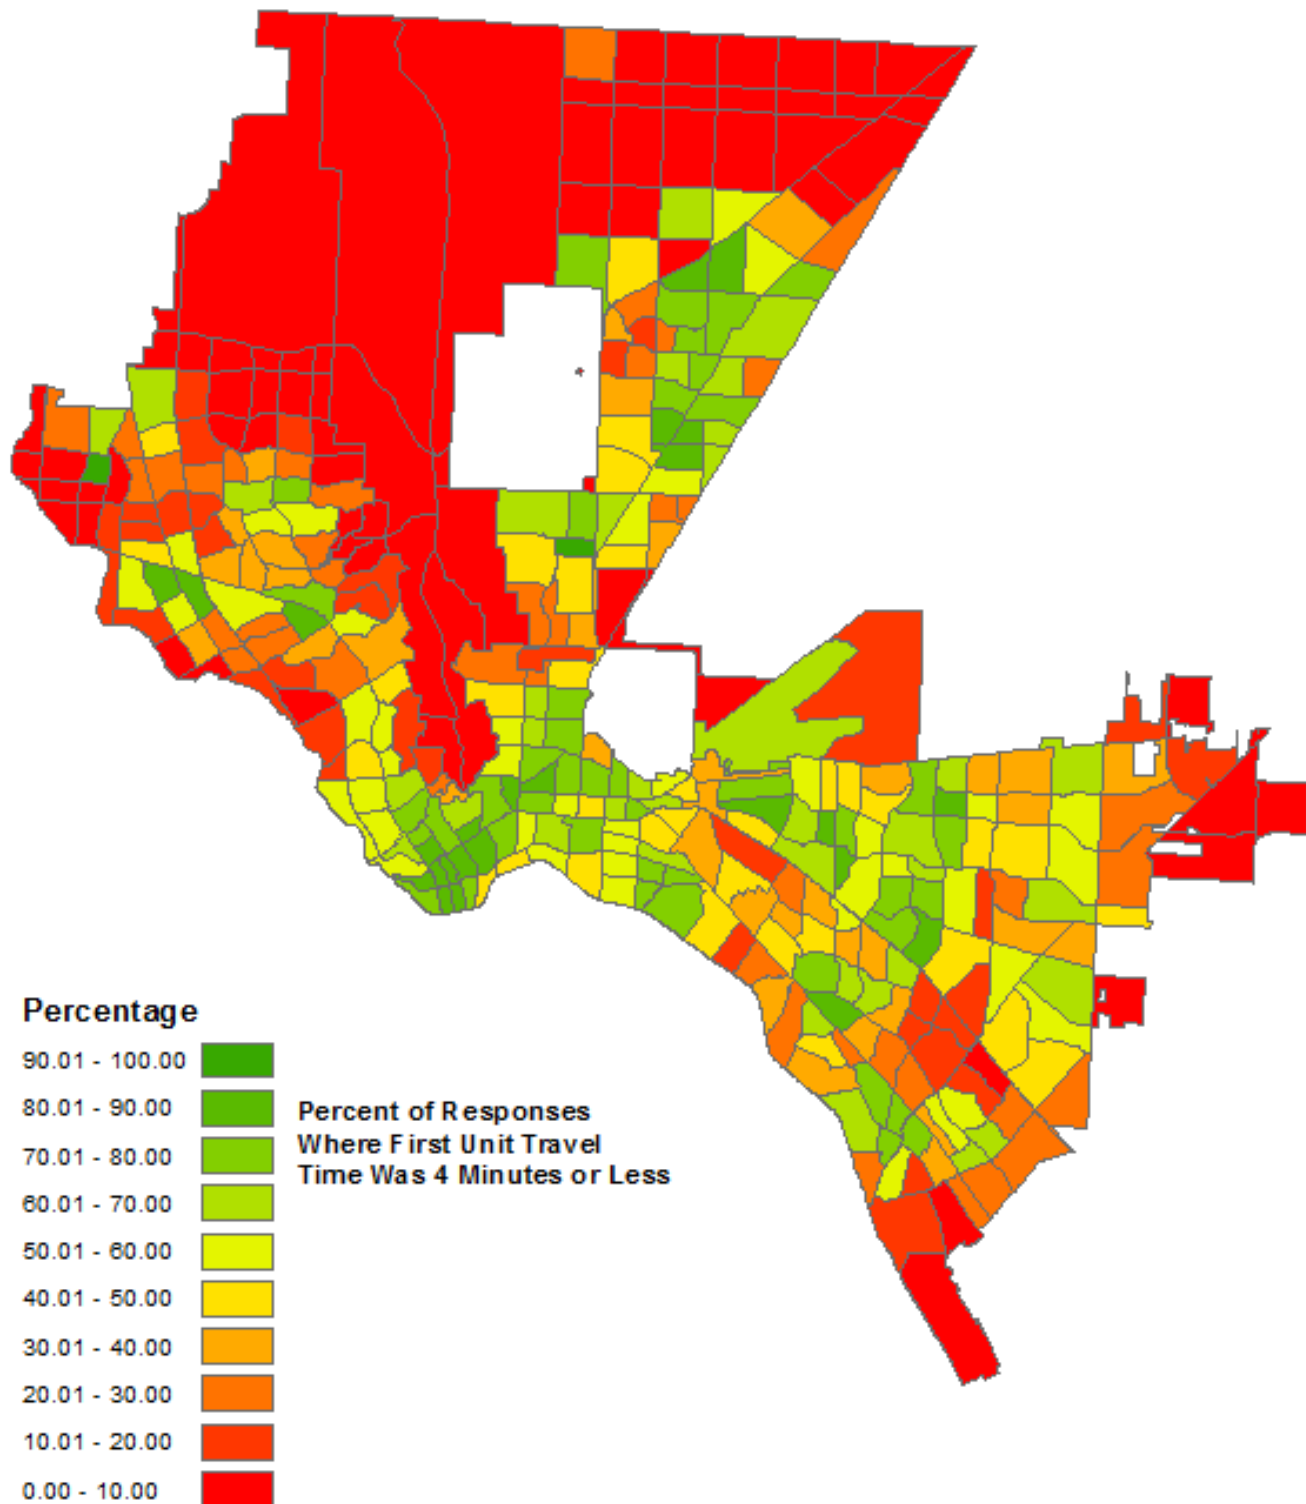 Percentage
90.01 - 100.00
80.01 - 90.00
70.01 - 80.00
60.01 - 70.00
50.01 - 60.00
40.01 - 50.00
30.01 - 40.00
20.01 - 30.00
10.01 - 20.00
0.00 - 10.00
Percent of Responses
Where First Unit Travel
Time Was 4 Minutes or Less